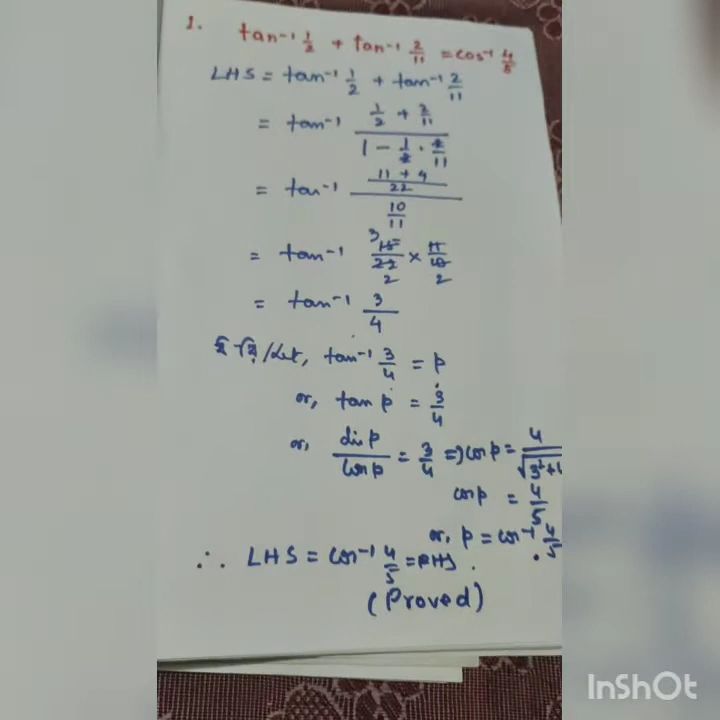 1. tan⁻¹ 1/2 + tan⁻¹ 2/11 = cos⁻¹ 4/5
LHS = tan⁻¹ 1/2 + tan⁻¹ 2/11
= tan⁻¹ (1/2 + 2/11)/(1 - 1/2 · 2/11)
= tan⁻¹ ((11 + 4)/22)/(10/11)
= tan⁻¹ 15/22 × 11/10
= tan⁻¹ 3/4
/Let, tan⁻¹ 3/4 = p
or, tan p = 3/4
or, sin p/cos p = 3/4 => cos p = 4/√3²+4
cos p = 4/5
or, p = cos⁻¹ 4/5
∴ LHS = cos⁻¹ 4/5 = RHS.
(Proved)
InShOt